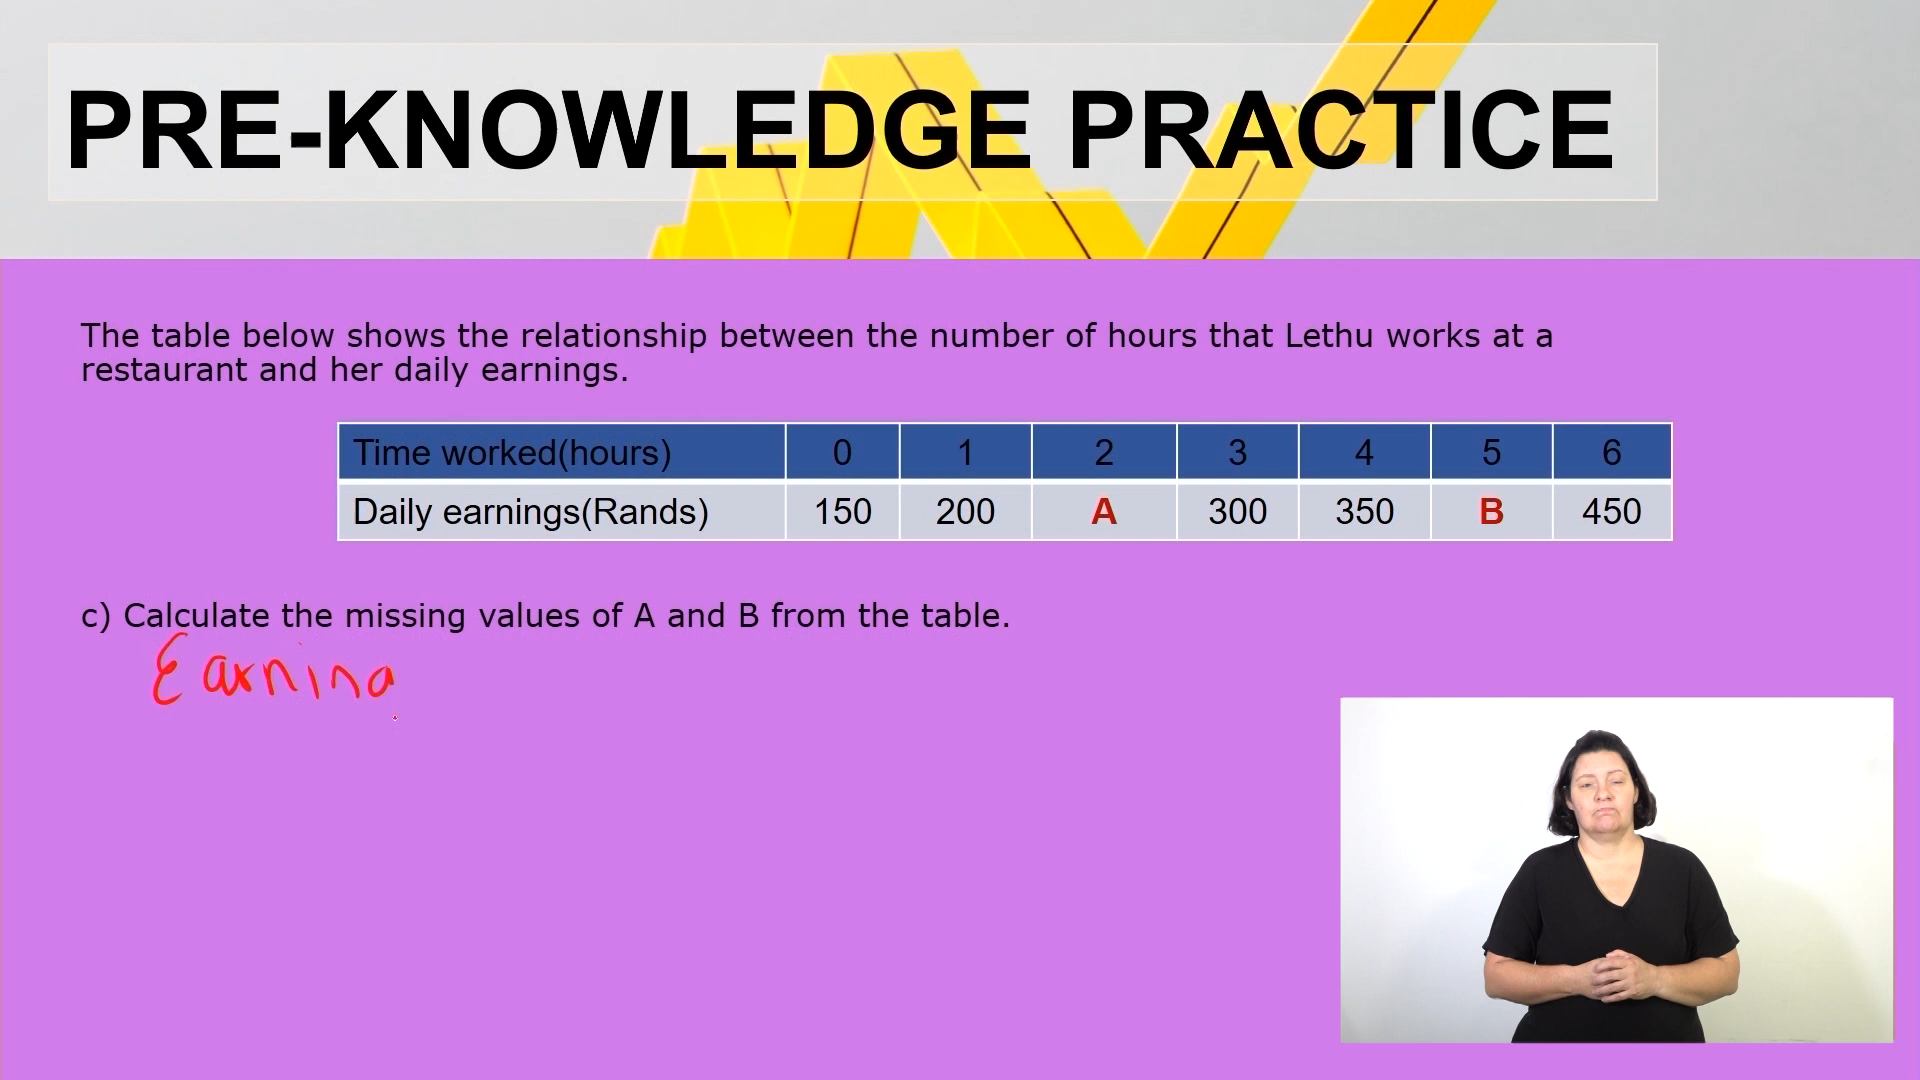 PRE-KNOWLEDGE PRACTICE
The table below shows the relationship between the number of hours that Lethu works at a
restaurant and her daily earnings.
Time worked(hours) 0 1 2 3 4 5 6
Daily earnings(Rands) 150 200 A 300 350 B 450
c) Calculate the missing values of A and B from the table.
Earning